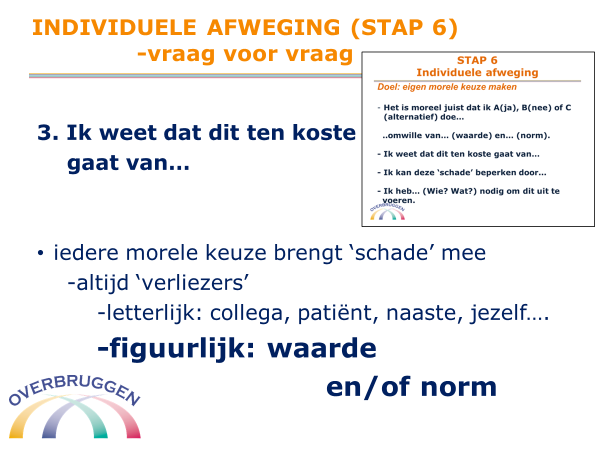 INDIVIDUELE AFWEGING (STAP 6)
-vraag voor vraag
STAP 6
Individuele afweging
Doel: eigen morele keuze maken
- Het is moreel juist dat ik A(ja), B(nee) of C
(alternatief) doe…
..omwille van… (waarde) en… (norm).
- Ik weet dat dit ten koste gaat van…
- Ik kan deze ‘schade’ beperken door…
- Ik heb… (Wie? Wat?) nodig om dit uit te
voeren.
OVERBRUGGEN
3. Ik weet dat dit ten koste
gaat van…
• iedere morele keuze brengt ‘schade’ mee
-altijd ‘verliezers’
-letterlijk: collega, patiënt, naaste, jezelf….
-figuurlijk: waarde
en/of norm
OVERBRUGGEN